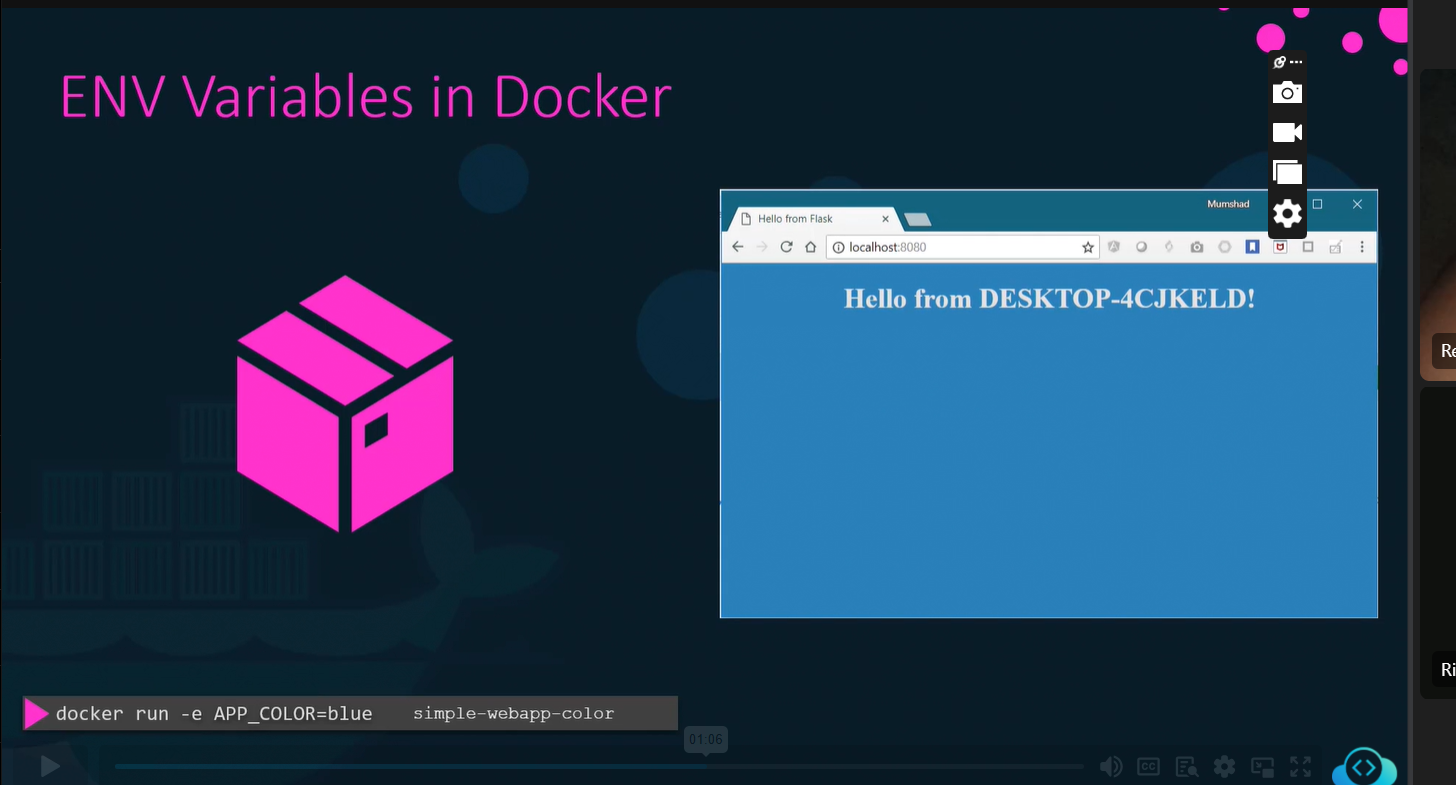 ENV Variables in Docker
Mumshad
Hello from Flask
localhost:8080
Hello from DESKTOP-4CJKELD!
Re
docker run -e APP_COLOR=blue simple-webapp-color
Ri
01:06
CC